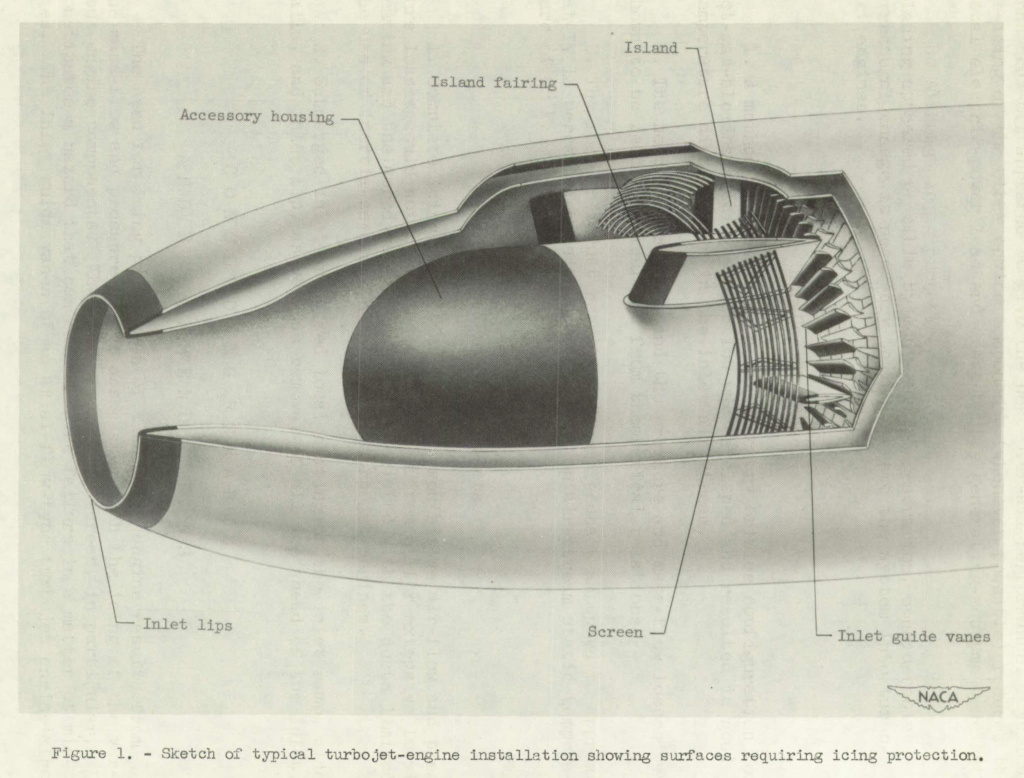 Island
Island fairing
Accessory housing
Inlet lips
Screen
Inlet guide vanes
NACA
Figure 1. - Sketch of typical turbojet-engine installation showing surfaces requiring icing protection.